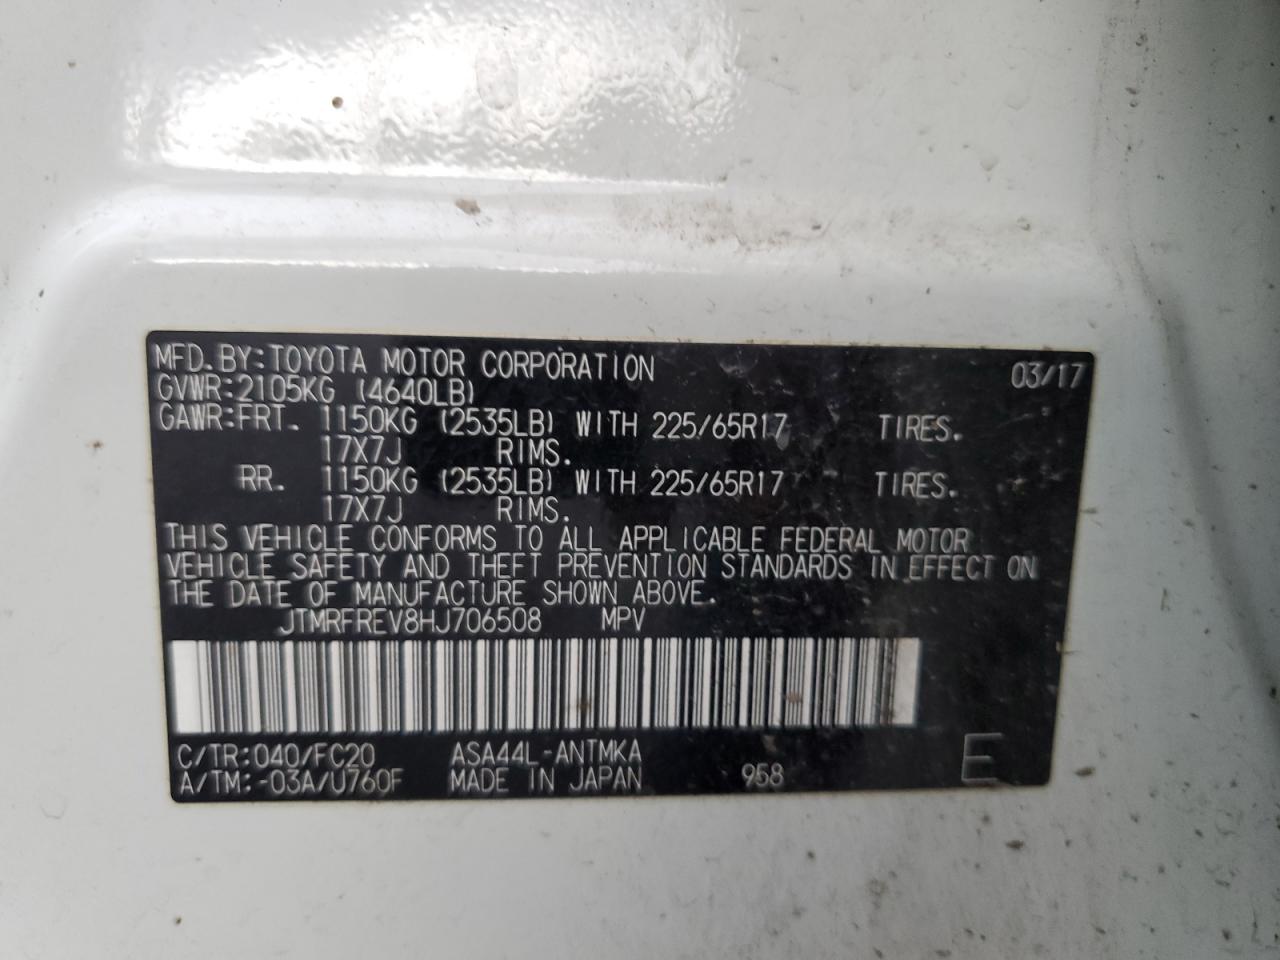 MFD. BY: TOYOTA MOTOR CORPORATION 03/17
GVWR: 2105KG (4640LB)
GAWR: FRT. 1150KG (2535LB) WITH 225/65R17 TIRES.
17X7J RIMS.
RR. 1150KG (2535LB) WITH 225/65R17 TIRES.
17X7J RIMS.
THIS VEHICLE CONFORMS TO ALL APPLICABLE FEDERAL MOTOR
VEHICLE SAFETY AND THEFT PREVENTION STANDARDS IN EFFECT ON
THE DATE OF MANUFACTURE SHOWN ABOVE.
JTMRFREV8HJ706508 MPV
C/TR: 040/FC20 ASA44L-ANTMKA
A/TM: -03A/U760F MADE IN JAPAN 958 E